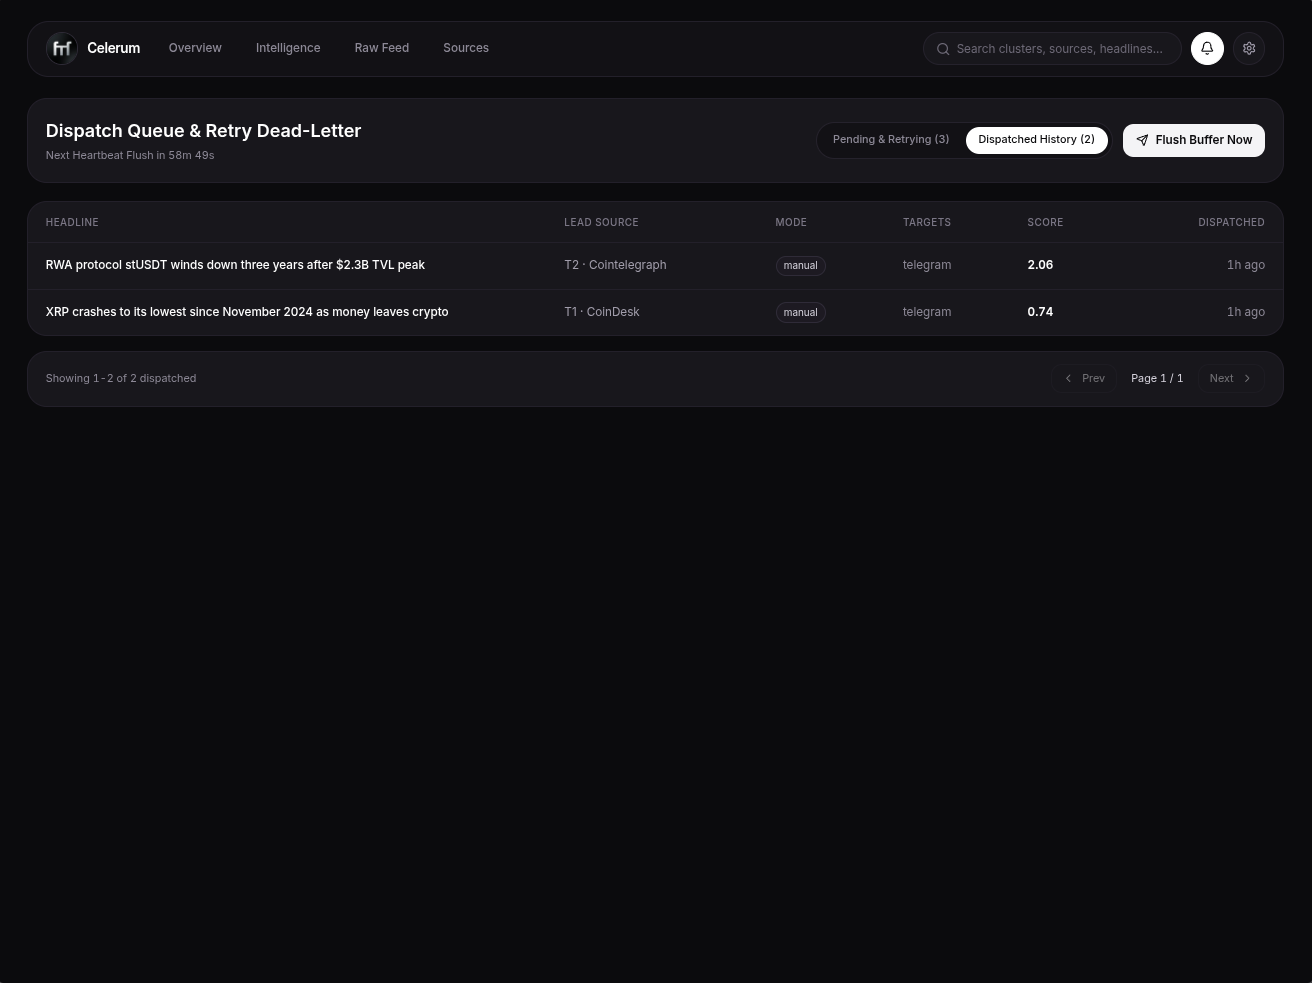 Celerum Overview Intelligence Raw Feed Sources Search clusters, sources, headlines...
Dispatch Queue & Retry Dead-Letter
Next Heartbeat Flush in 58m 49s
Pending & Retrying (3) Dispatched History (2) Flush Buffer Now
HEADLINE LEAD SOURCE MODE TARGETS SCORE DISPATCHED
RWA protocol stUSDT winds down three years after $2.3B TVL peak T2 · Cointelegraph manual telegram 2.06 1h ago
XRP crashes to its lowest since November 2024 as money leaves crypto T1 · CoinDesk manual telegram 0.74 1h ago
Showing 1-2 of 2 dispatched Prev Page 1 / 1 Next